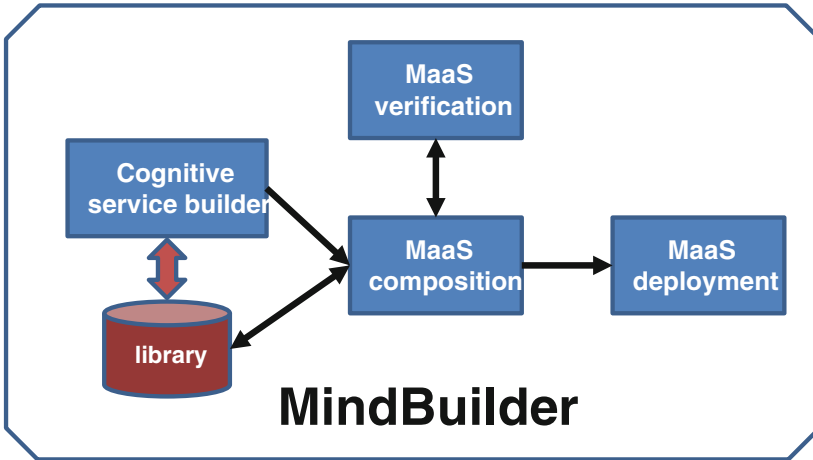 MaaS
verification
Cognitive
service builder
MaaS
composition
MaaS
deployment
library
MindBuilder